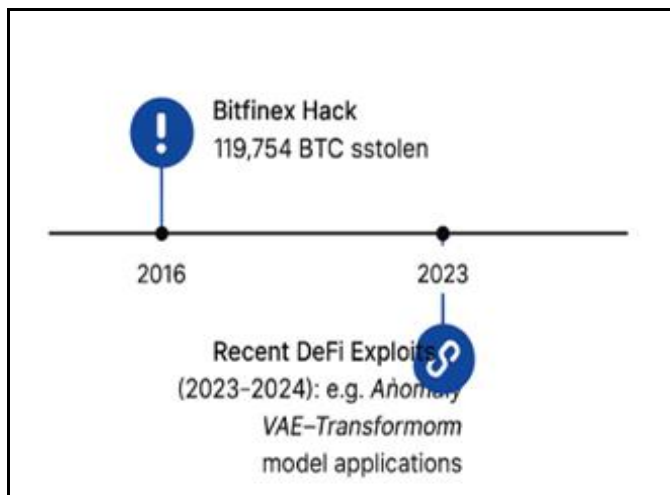 Bitfinex Hack
119,754 BTC sstolen
2016
2023
Recent DeFi Exploits
(2023-2024): e.g. Anomaly
VAE-Transformom
model applications